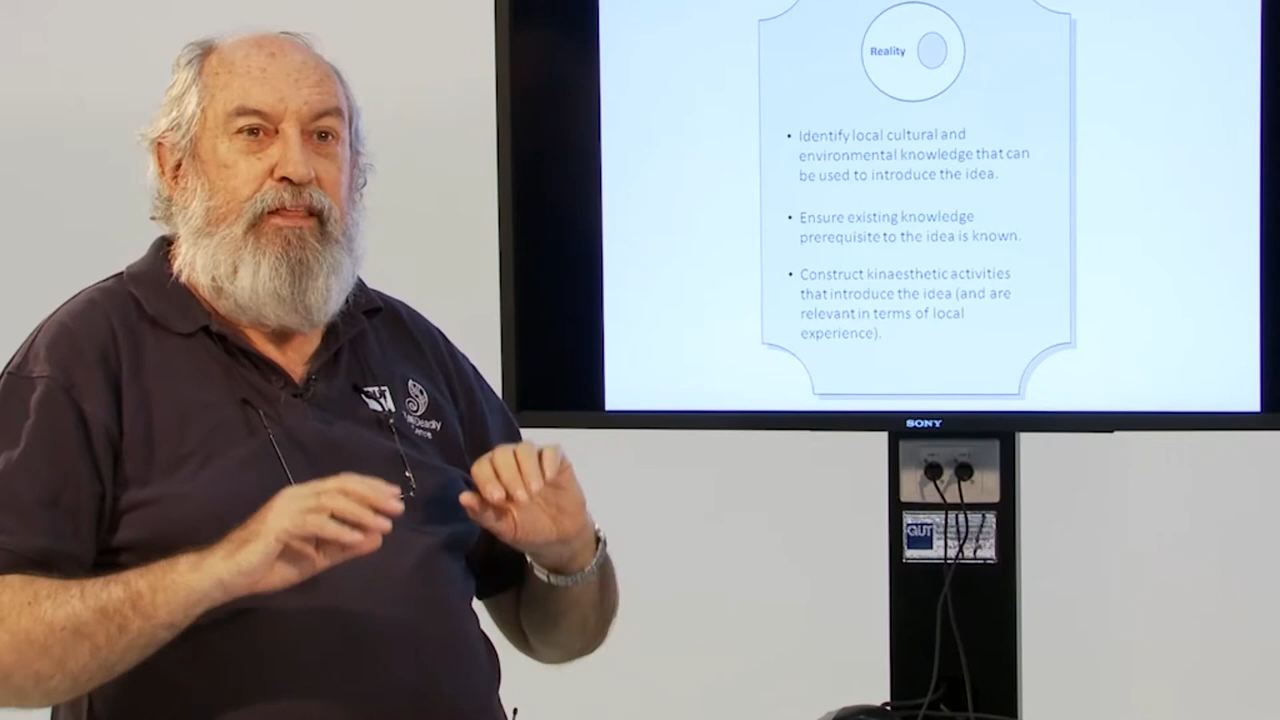 Reality
• Identify local cultural and
environmental knowledge that can
be used to introduce the idea.
• Ensure existing knowledge
prerequisite to the idea is known.
• Construct kinaesthetic activities
that introduce the idea (and are
relevant in terms of local
experience).
SONY
QUT
Deadly